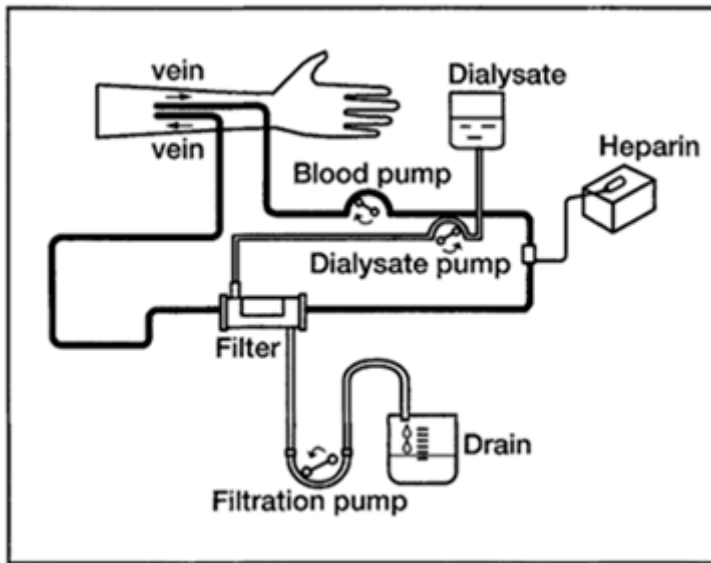 vein
vein
Dialysate
Heparin
Blood pump
Dialysate pump
Filter
Drain
Filtration pump